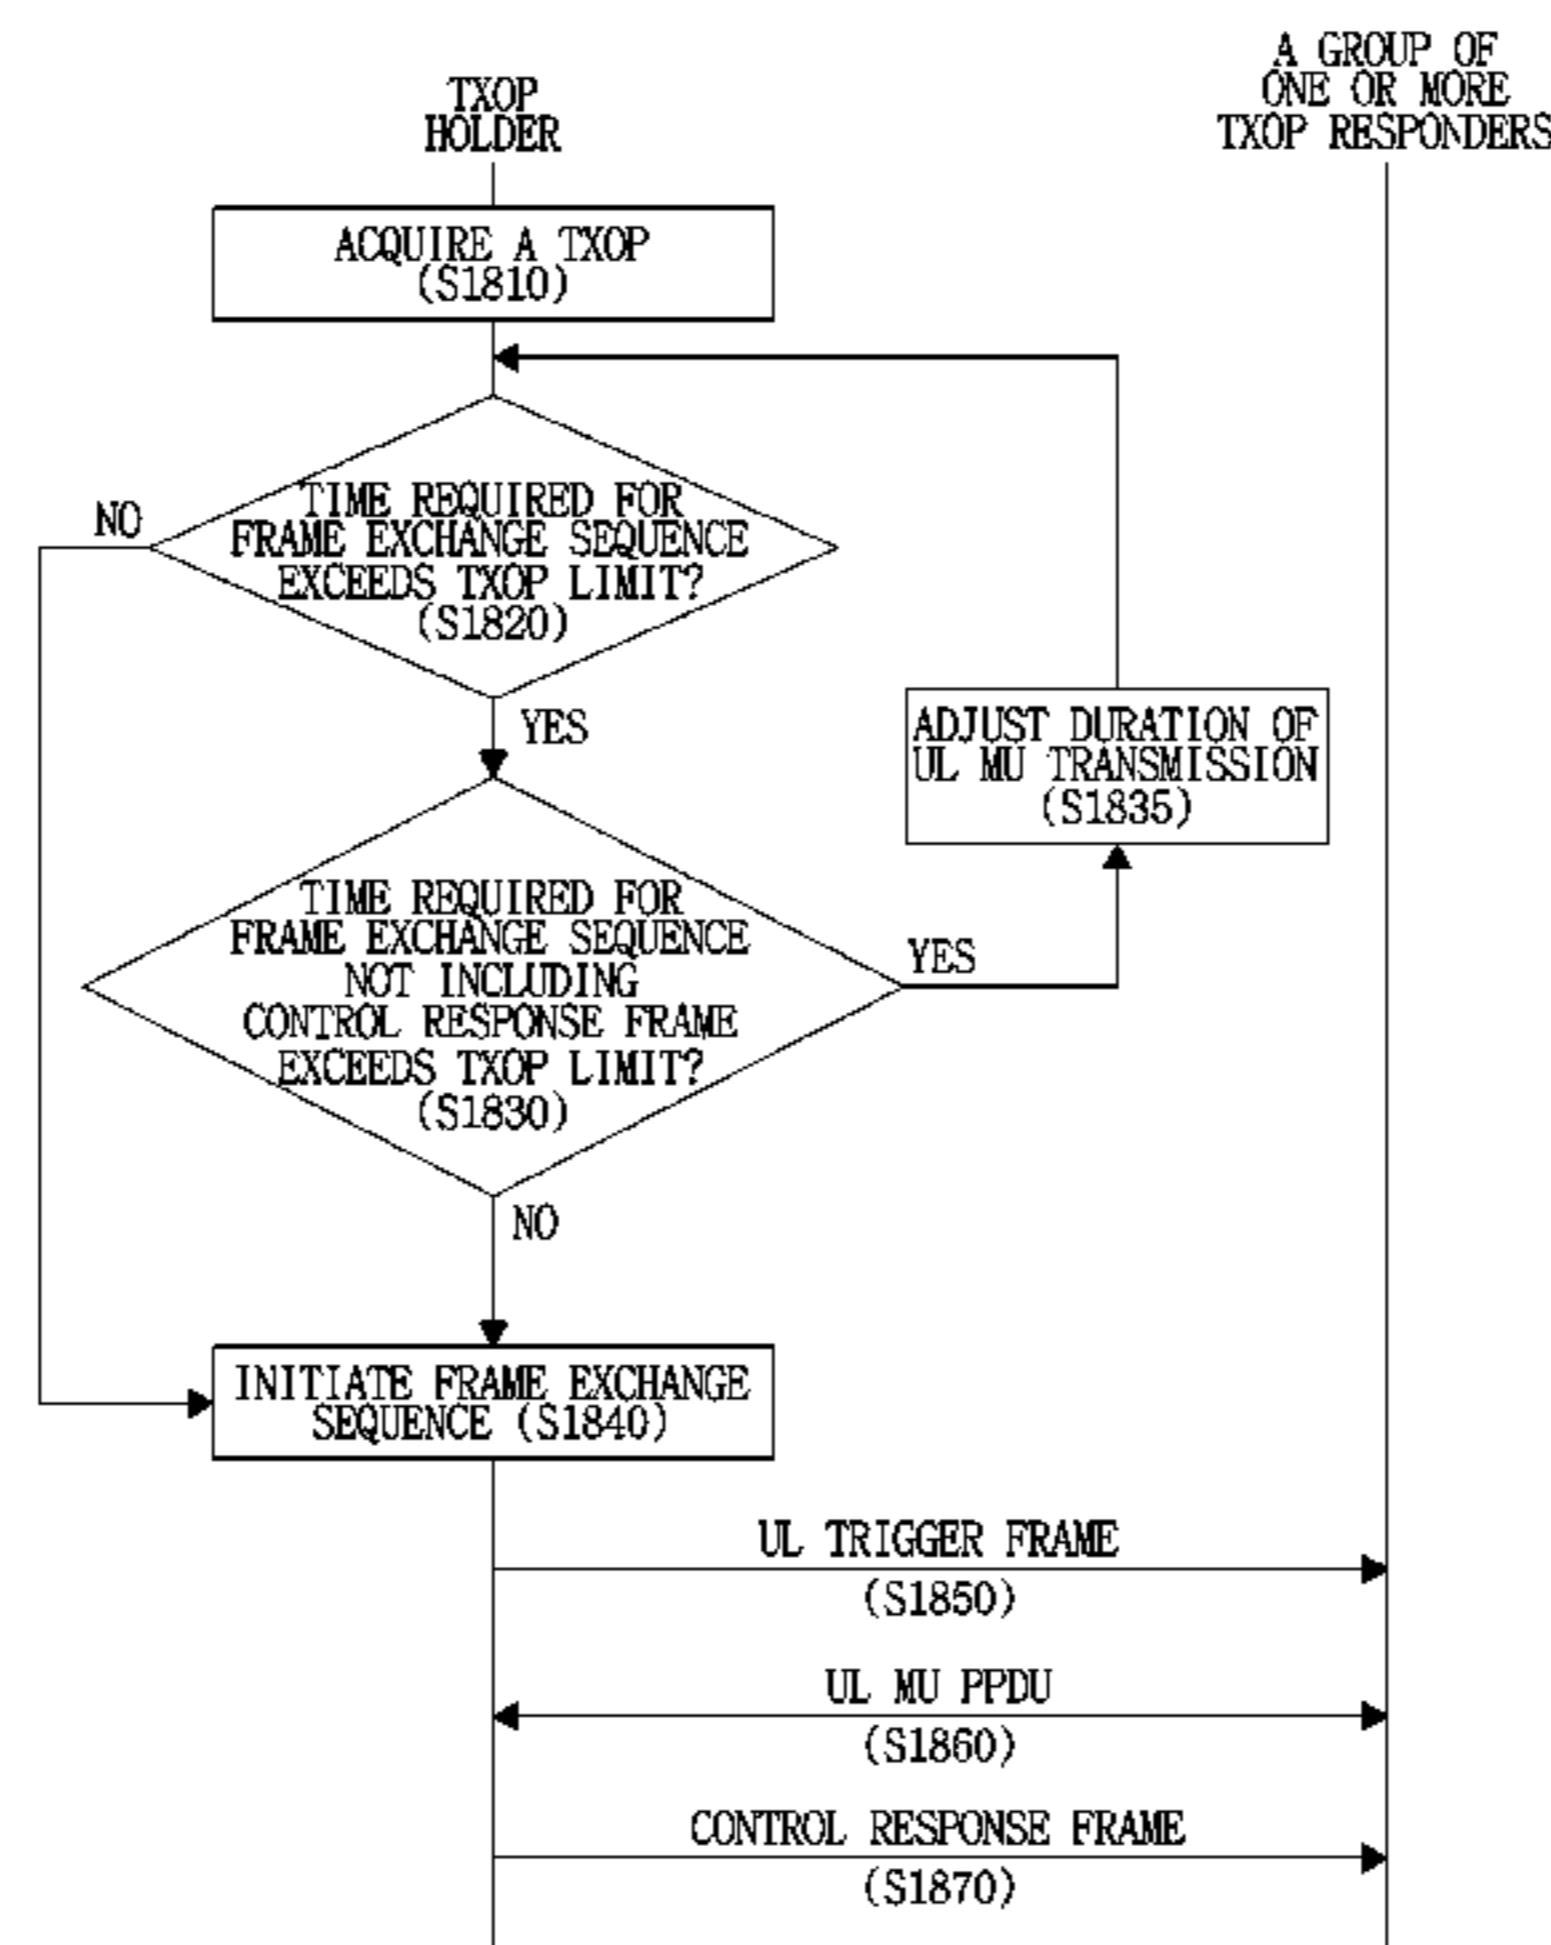 TXOP
HOLDER
A GROUP OF
ONE OR MORE
TXOP RESPONDERS
ACQUIRE A TXOP
(S1810)
NO
TIME REQUIRED FOR
FRAME EXCHANGE SEQUENCE
EXCEEDS TXOP LIMIT?
(S1820)
YES
ADJUST DURATION OF
UL MU TRANSMISSION
(S1835)
TIME REQUIRED FOR
FRAME EXCHANGE SEQUENCE
NOT INCLUDING
CONTROL RESPONSE FRAME
EXCEEDS TXOP LIMIT?
(S1830)
YES
NO
INITIATE FRAME EXCHANGE
SEQUENCE (S1840)
UL TRIGGER FRAME
(S1850)
UL MU PPDU
(S1860)
CONTROL RESPONSE FRAME
(S1870)